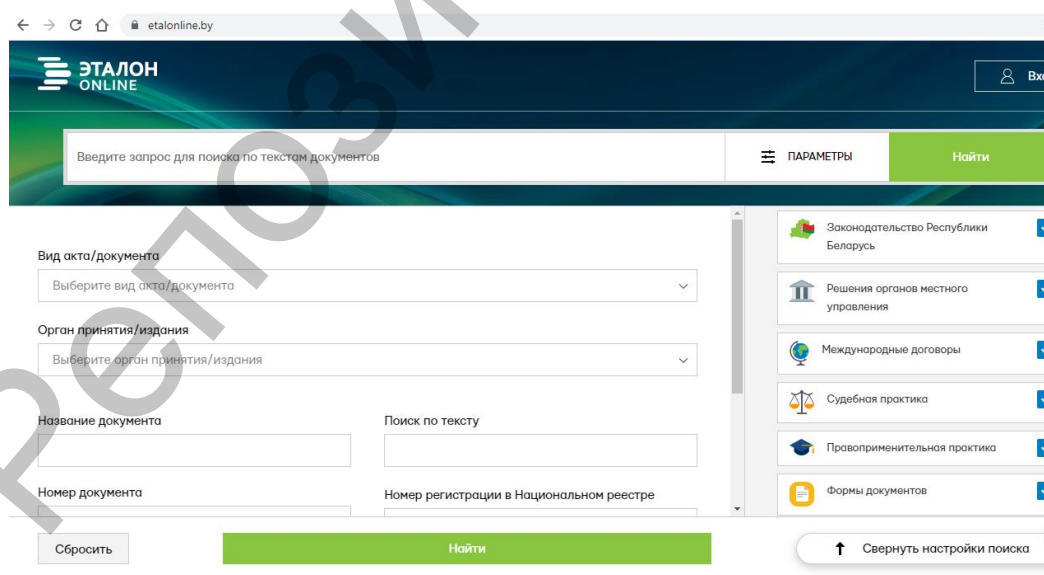 etalonline.by
ЭТАЛОН
ONLINE
Введите запрос для поиска по текстам документов
ПАРАМЕТРЫ
Найти
Вид акта/документа
Выберите вид акта/документа
Орган принятия/издания
Выберите орган принятия/издания
Название документа
Поиск по тексту
Номер документа
Номер регистрации в Национальном реестре
Законодательство Республики
Беларусь
Решения органов местного
управления
Международные договоры
Судебная практика
Правоприменительная практика
Формы документов
Сбросить
Найти
Свернуть настройки поиска